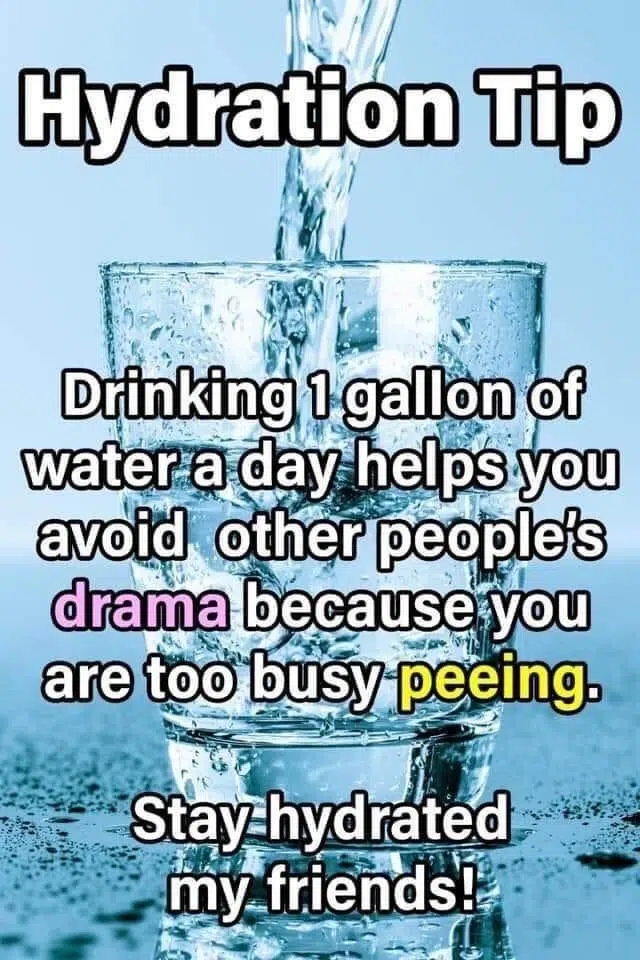 Hydration Tip
Drinking 1 gallon of
water a day helps you
avoid other people's
drama because you
are too busy peeing.
Stay hydrated
my friends!